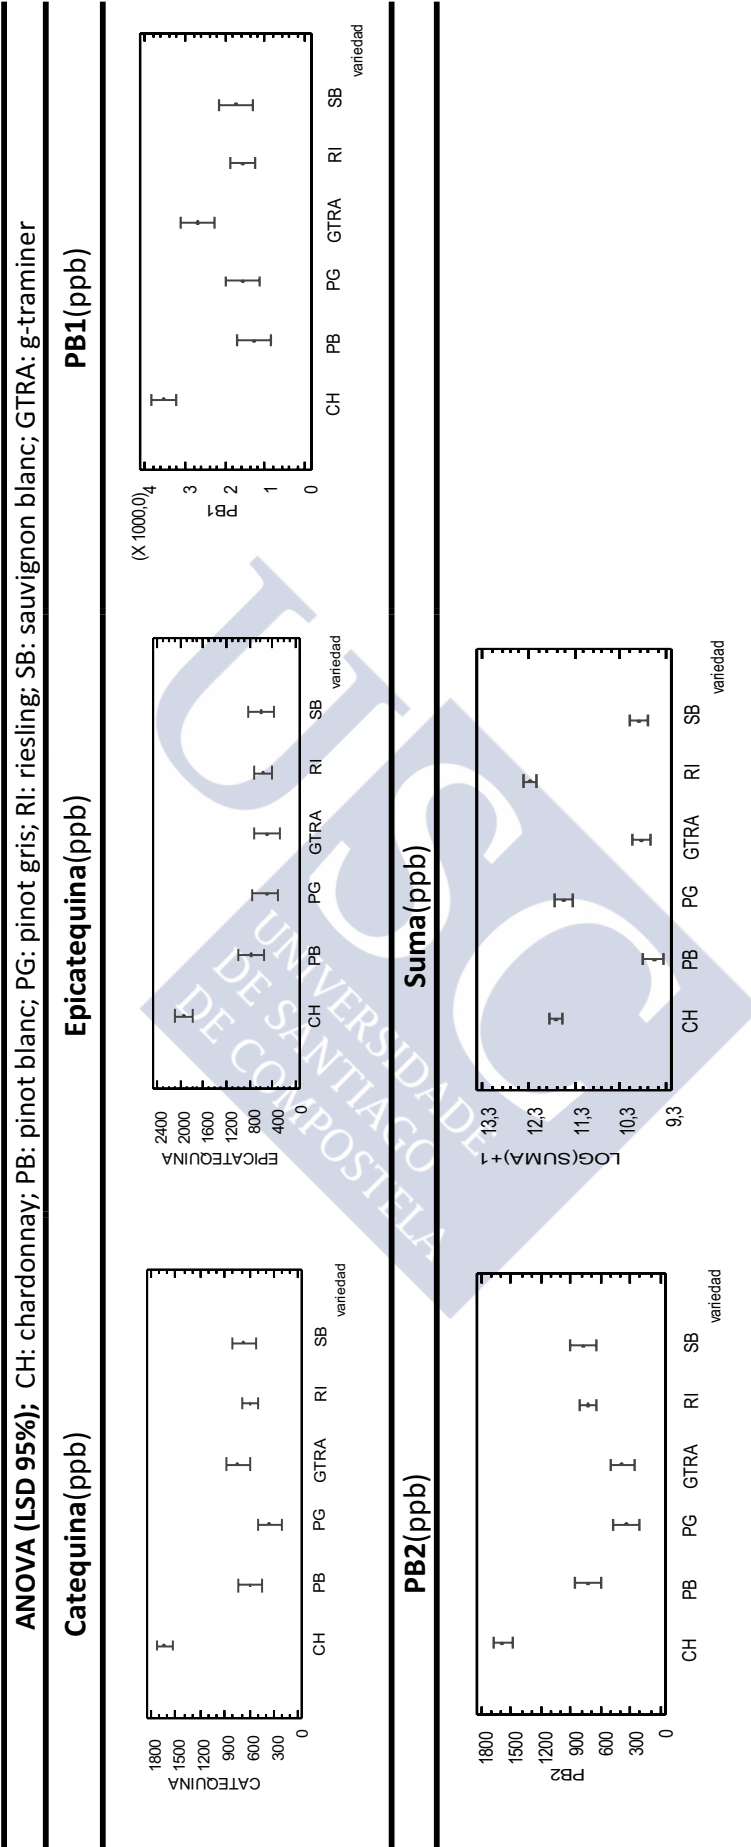 ANOVA (LSD 95%); CH: chardonnay; PB: pinot blanc; PG: pinot gris; RI: riesling; SB: sauvignon blanc; GTRA: g-traminer
Catequina(ppb)
Epicatequina(ppb)
PB1(ppb)
CATEQUINA
1800
1500
1200
900
600
300
0
CH PB PG GTRA RI SB
variedad
EPICATEQUINA
2400
2000
1600
1200
800
400
0
CH PB PG GTRA RI SB
variedad
(X 1000,0)
PB1
4
3
2
1
0
CH PB PG GTRA RI SB
variedad
PB2(ppb)
Suma(ppb)
PB2
1800
1500
1200
900
600
300
0
CH PB PG GTRA RI SB
variedad
LOG(SUMA)+1
13,3
12,3
11,3
10,3
9,3
CH PB PG GTRA RI SB
variedad
USC
UNIVERSIDADE
DE SANTIAGO
DE COMPOSTELA